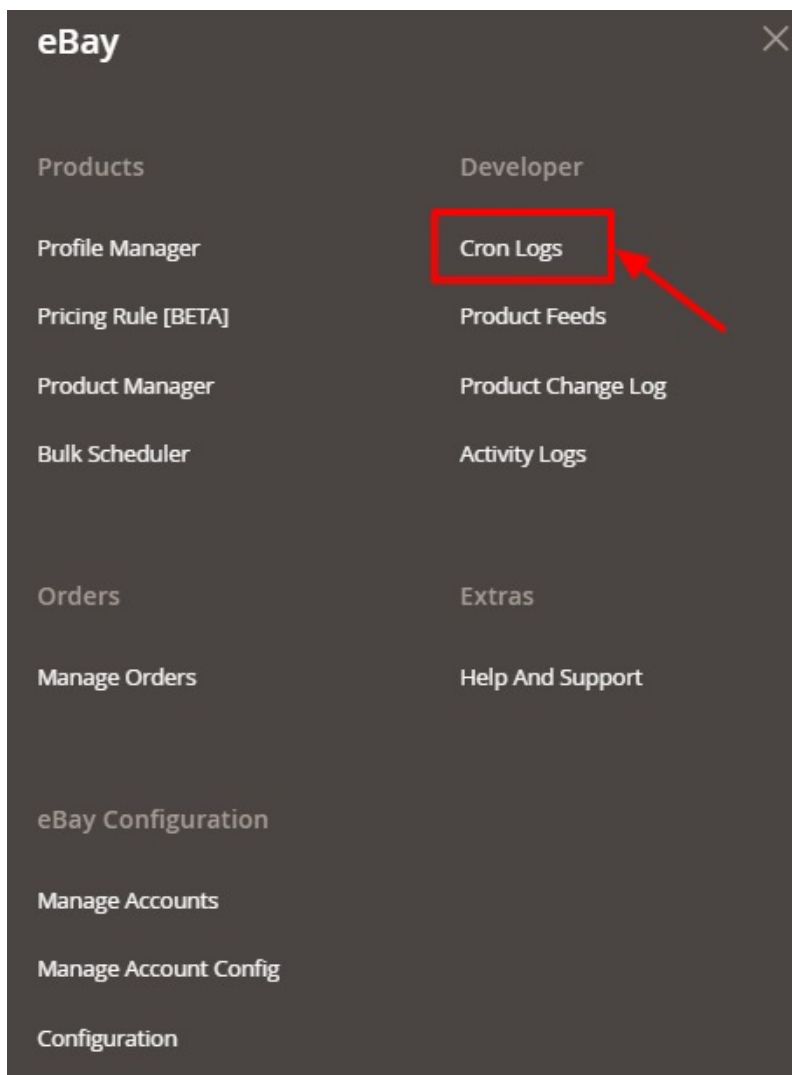 eBay
Products
Profile Manager
Pricing Rule [BETA]
Product Manager
Bulk Scheduler
Developer
Cron Logs
Product Feeds
Product Change Log
Activity Logs
Orders
Manage Orders
Extras
Help And Support
eBay Configuration
Manage Accounts
Manage Account Config
Configuration